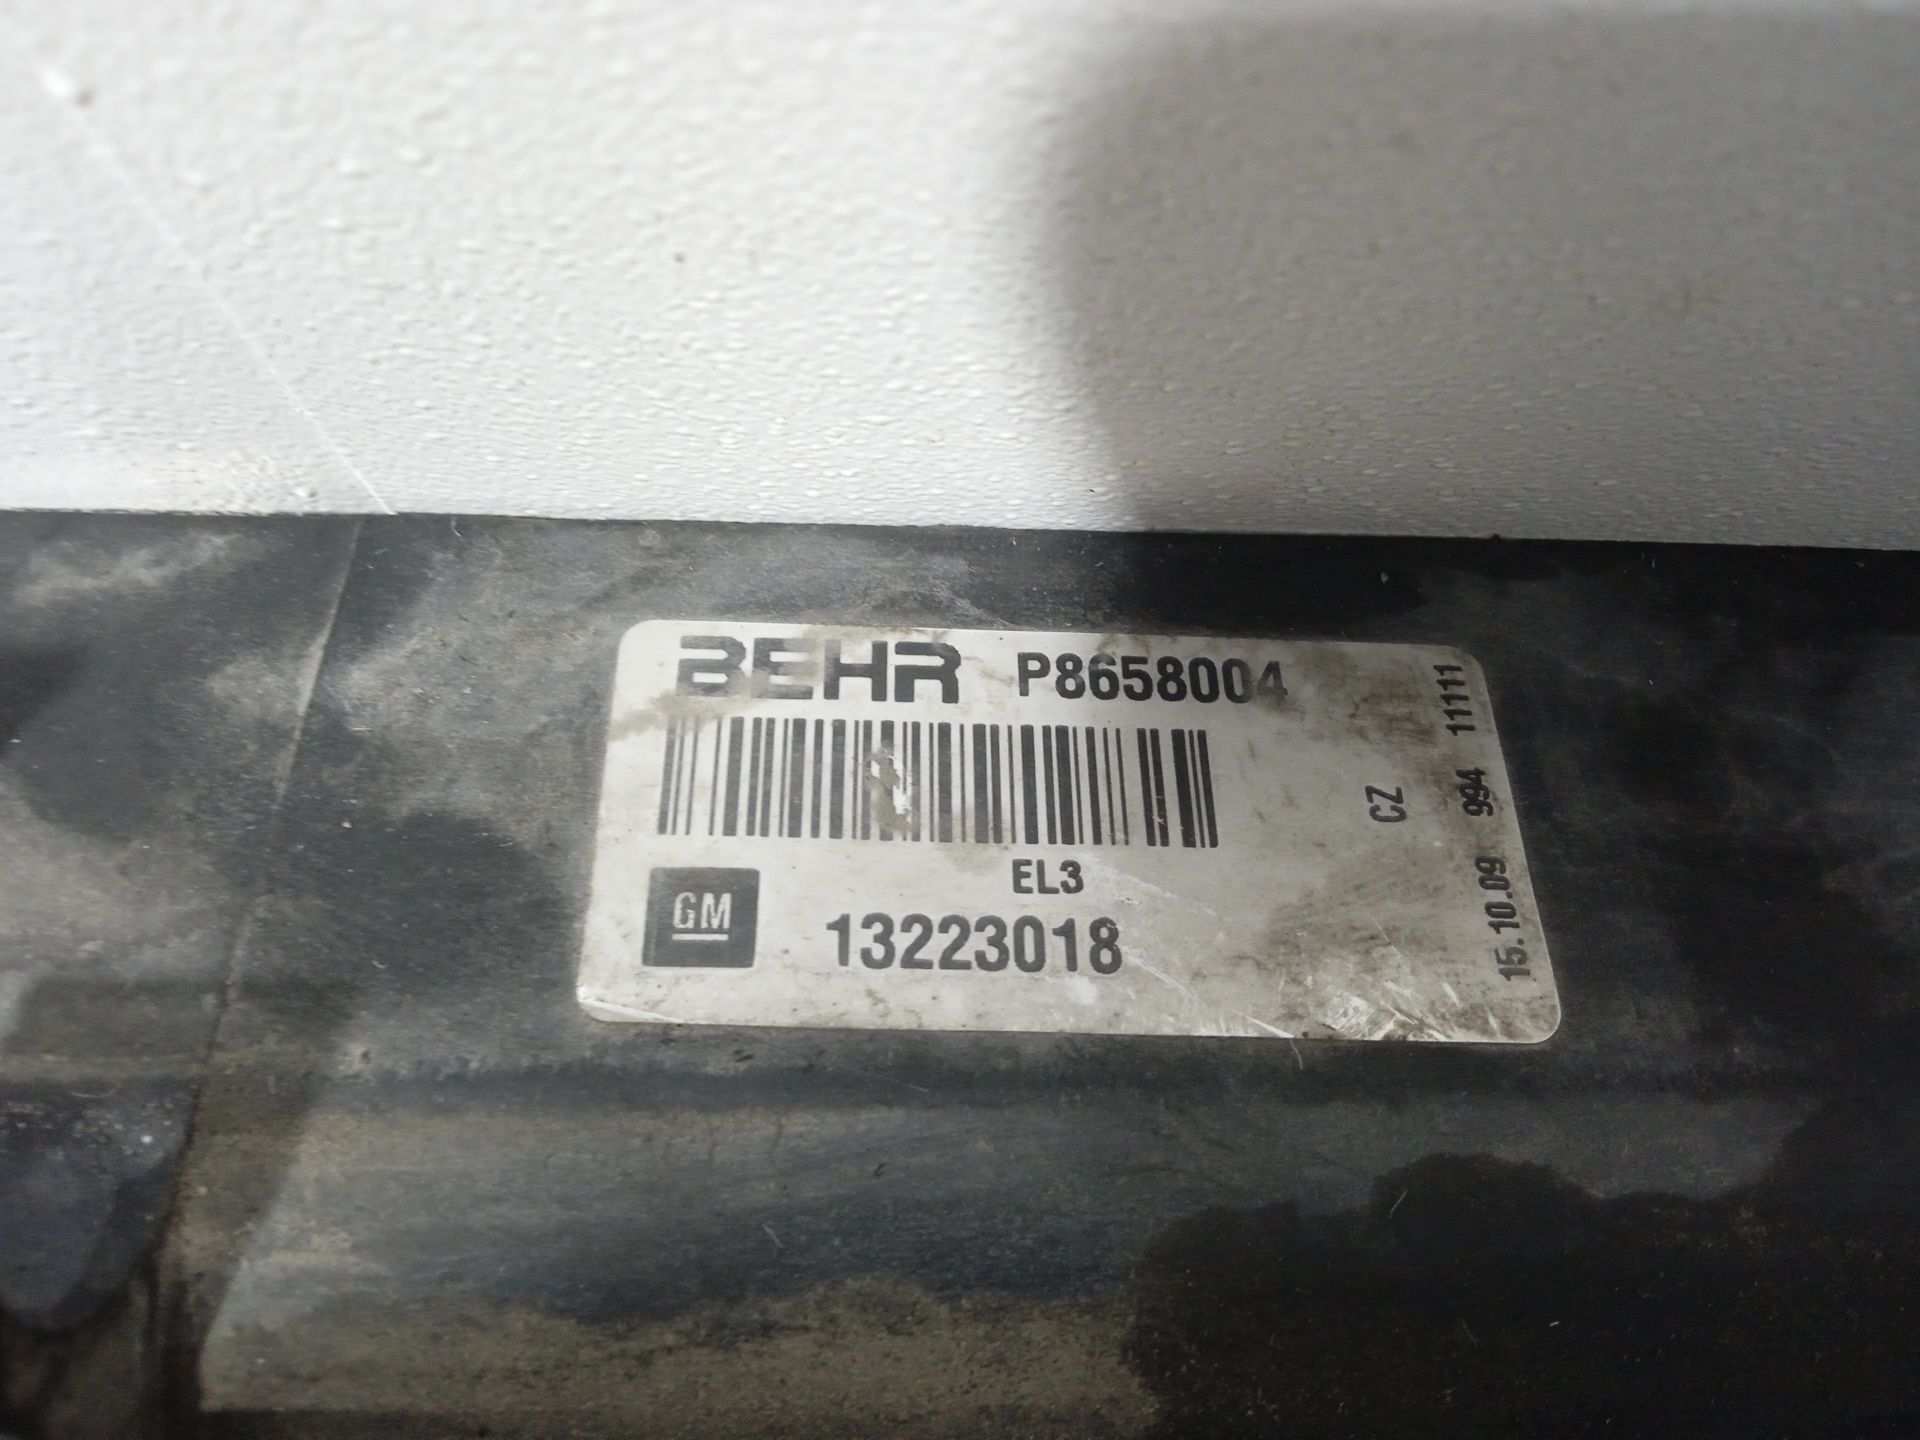 BEHR P8658004
EL3
GM 13223018
CZ
15.10.09 994 11111